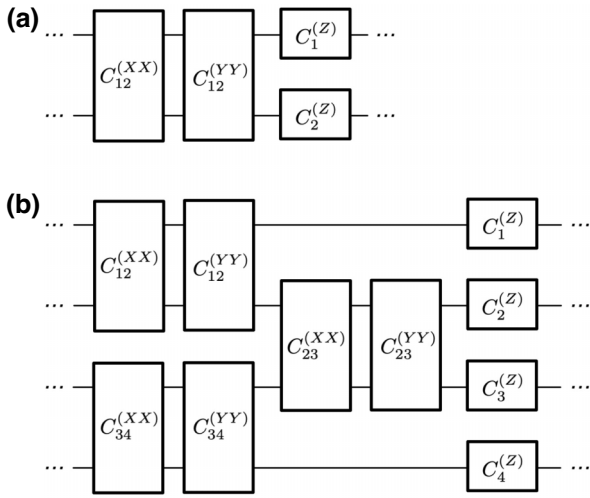 (a)
... C_1^{(Z)} ...
C_{12}^{(XX)} C_{12}^{(YY)}
... C_2^{(Z)} ...
(b)
... C_1^{(Z)} ...
C_{12}^{(XX)} C_{12}^{(YY)}
... C_2^{(Z)} ...
C_{23}^{(XX)} C_{23}^{(YY)}
... C_3^{(Z)} ...
C_{34}^{(XX)} C_{34}^{(YY)}
... C_4^{(Z)} ...